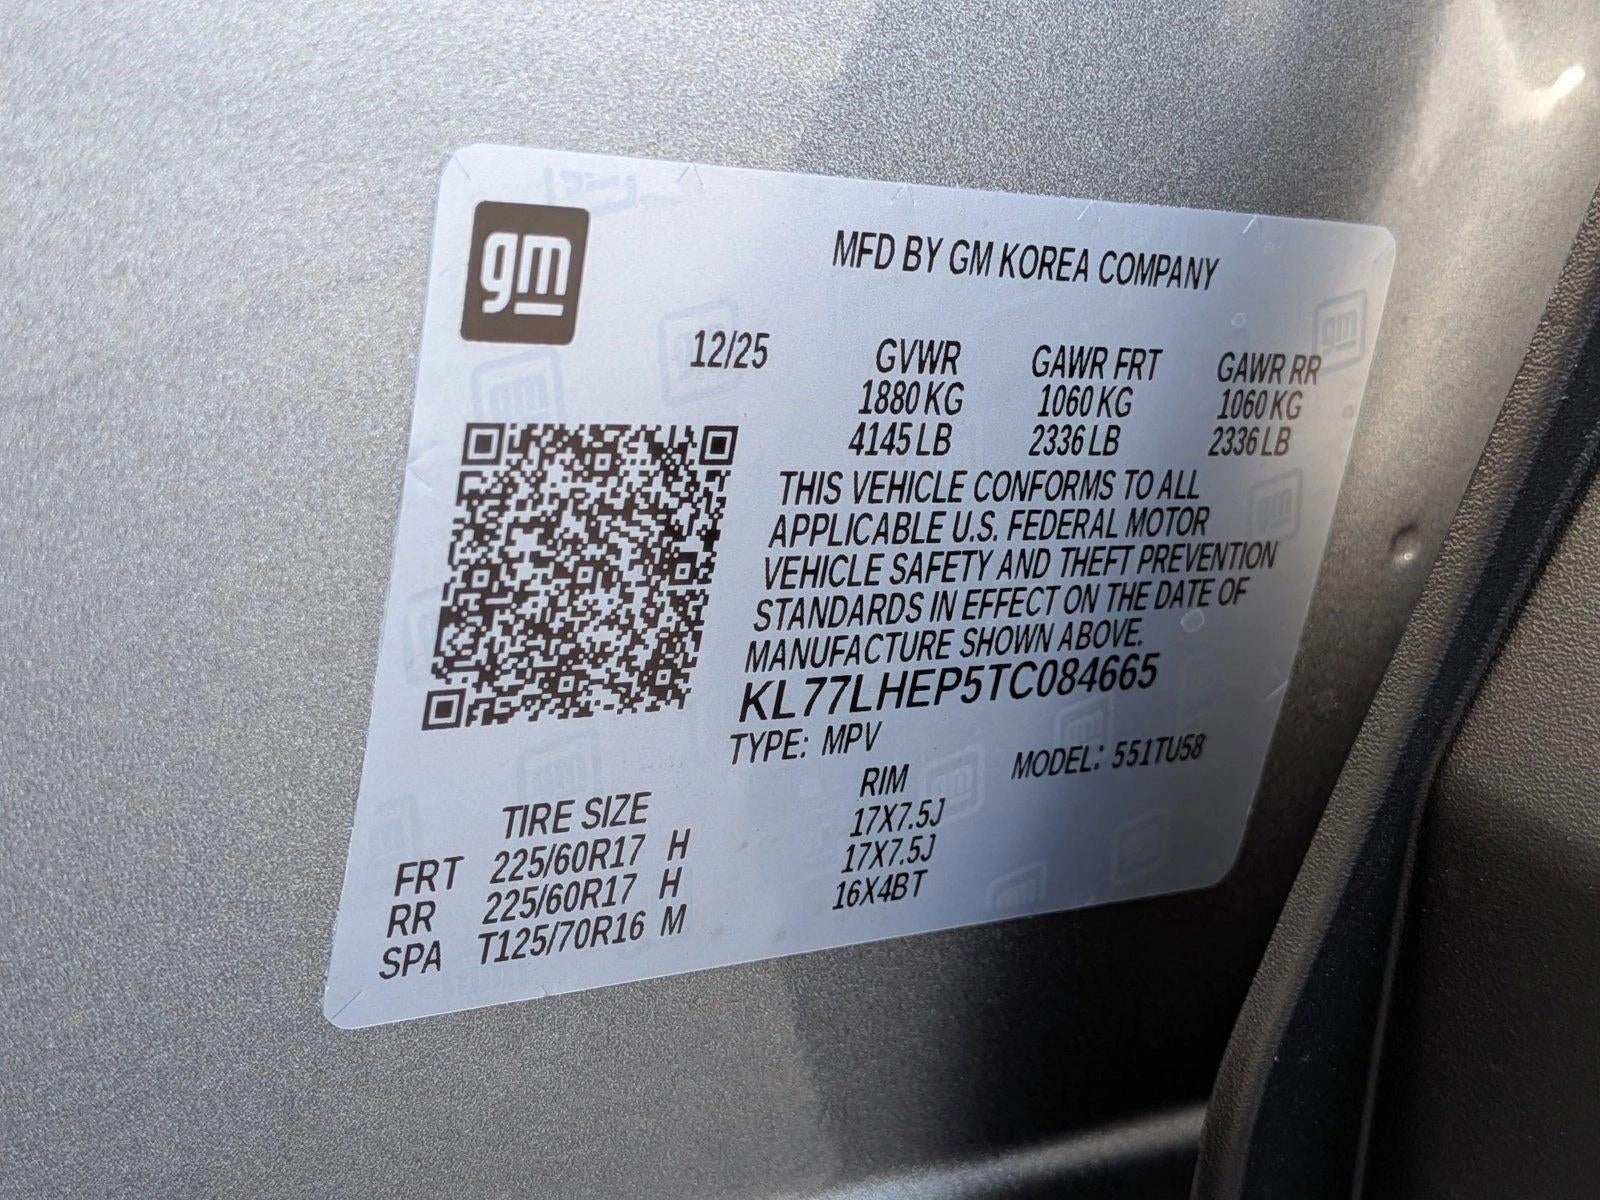 gm
MFD BY GM KOREA COMPANY
12/25 GVWR GAWR FRT GAWR RR
1880 KG 1060 KG 1060 KG
4145 LB 2336 LB 2336 LB
THIS VEHICLE CONFORMS TO ALL
APPLICABLE U.S. FEDERAL MOTOR
VEHICLE SAFETY AND THEFT PREVENTION
STANDARDS IN EFFECT ON THE DATE OF
MANUFACTURE SHOWN ABOVE.
KL77LHEP5TC084665
TYPE: MPV MODEL: 551TU58
TIRE SIZE RIM
FRT 225/60R17 H 17X7.5J
RR 225/60R17 H 17X7.5J
SPA T125/70R16 M 16X4BT